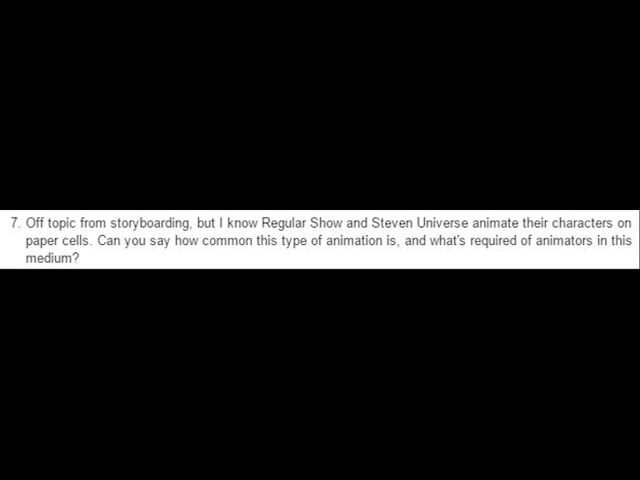 7. Off topic from storyboarding, but I know Regular Show and Steven Universe animate their characters on
paper cells. Can you say how common this type of animation is, and what's required of animators in this
medium?